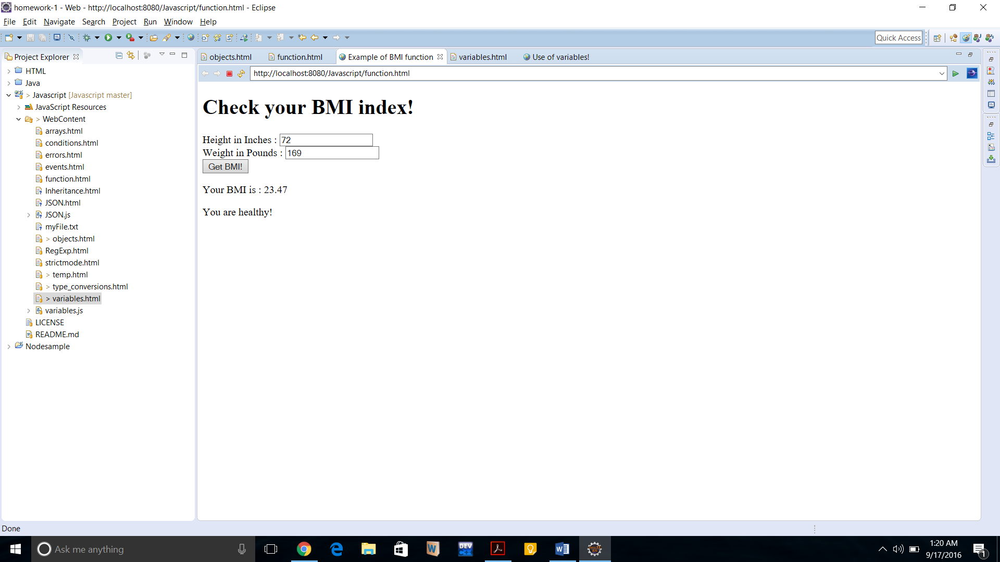 homework-1 - Web - http://localhost:8080/Javascript/function.html - Eclipse
File Edit Navigate Search Project Run Window Help
Quick Access
Project Explorer
objects.html function.html Example of BMI function variables.html Use of variables!
http://localhost:8080/Javascript/function.html
HTML
Java
> Javascript [Javascript master]
JavaScript Resources
> WebContent
arrays.html
conditions.html
errors.html
events.html
function.html
Inheritance.html
JSON.html
JSON.js
myFile.txt
> objects.html
RegExp.html
strictmode.html
> temp.html
> type_conversions.html
> variables.html
variables.js
LICENSE
README.md
Nodesample
Check your BMI index!
Height in Inches : 72
Weight in Pounds : 169
Get BMI!
Your BMI is : 23.47
You are healthy!
Done
Ask me anything
DEV
C++
1:20 AM
9/17/2016
1